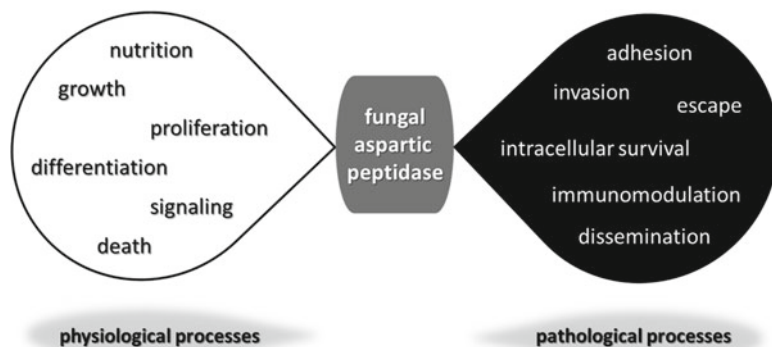 nutrition
growth
proliferation
differentiation
signaling
death
fungal
aspartic
peptidase
adhesion
invasion
escape
intracellular survival
immunomodulation
dissemination
physiological processes
pathological processes